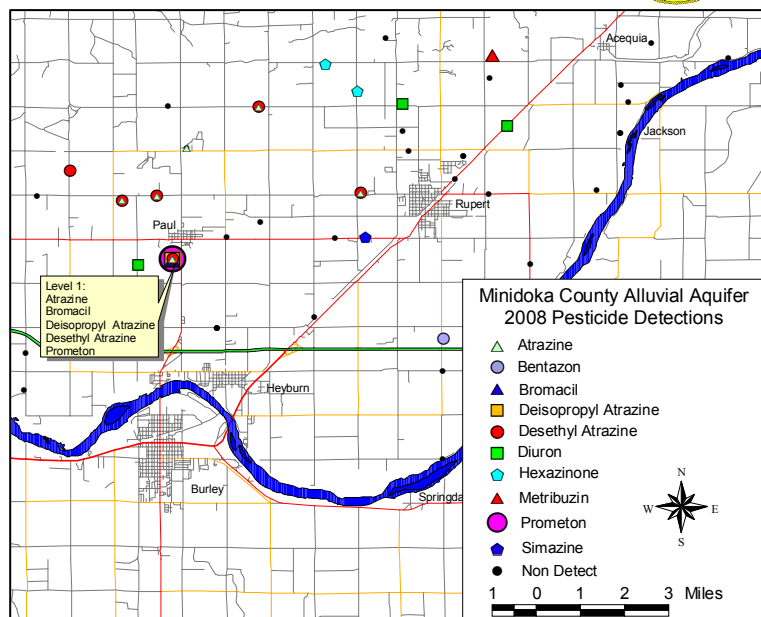 Acequia
Jackson
Rupert
Paul
Level 1:
Atrazine
Bromacil
Deisopropyl Atrazine
Desethyl Atrazine
Prometon
Heyburn
Burley
Springda
Minidoka County Alluvial Aquifer
2008 Pesticide Detections
Atrazine
Bentazon
Bromacil
Deisopropyl Atrazine
Desethyl Atrazine
Diuron
Hexazinone
Metribuzin
Prometon
Simazine
Non Detect
N
W E
S
1 0 1 2 3 Miles